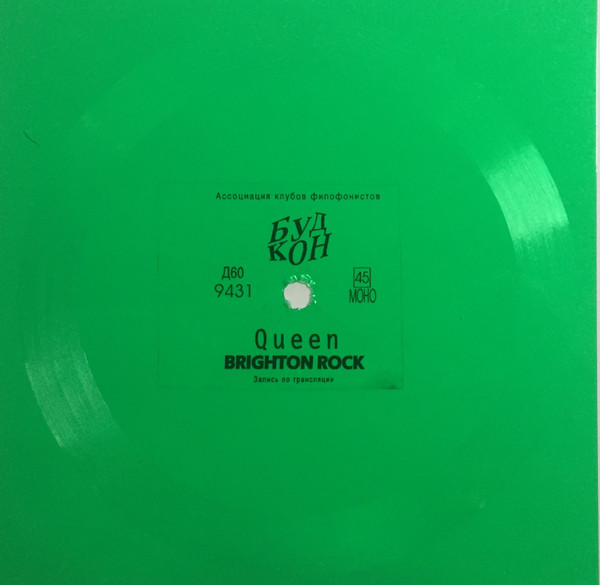 Ассоциация клубов филофонистов
БУД
КОН
Д60
9431
45
МОНО
Queen
BRIGHTON ROCK
Запись по трансляции